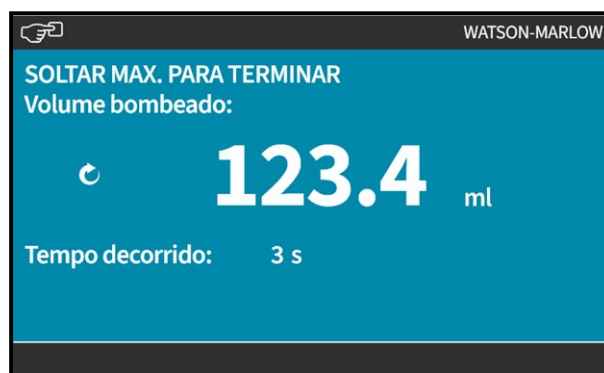 WATSON-MARLOW
SOLTAR MAX. PARA TERMINAR
Volume bombeado:
123.4 ml
Tempo decorrido: 3 s